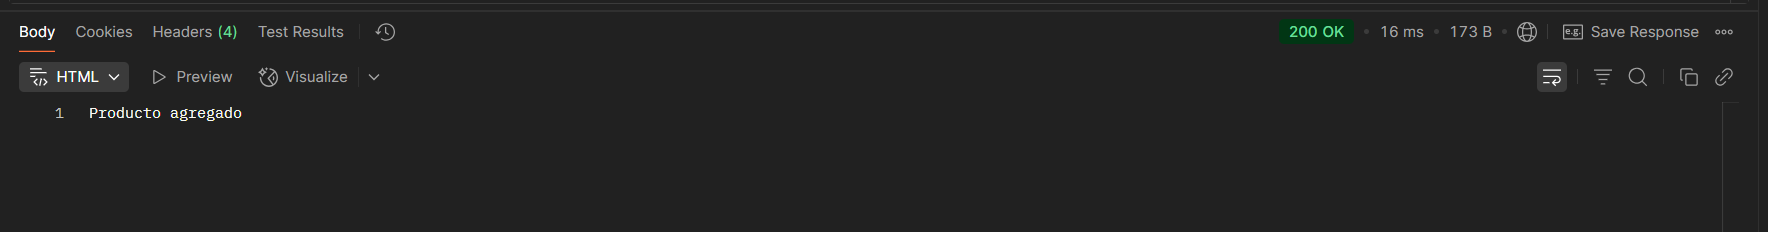 Body Cookies Headers (4) Test Results 200 OK • 16 ms • 173 B e.g. Save Response
HTML Preview Visualize
1 Producto agregado